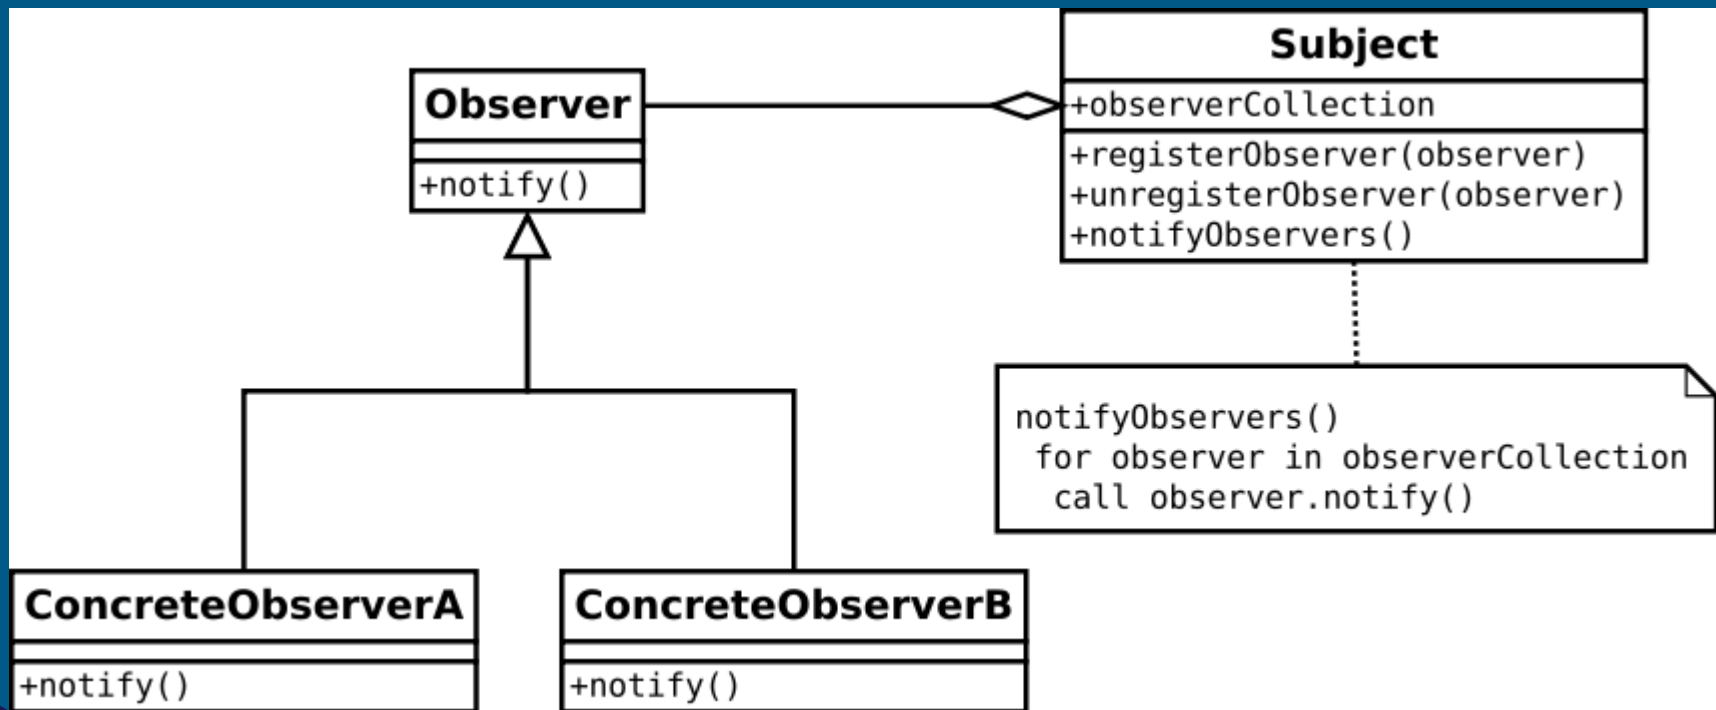 Observer
+notify()
Subject
+observerCollection
+registerObserver(observer)
+unregisterObserver(observer)
+notifyObservers()
notifyObservers()
for observer in observerCollection
call observer.notify()
ConcreteObserverA
+notify()
ConcreteObserverB
+notify()